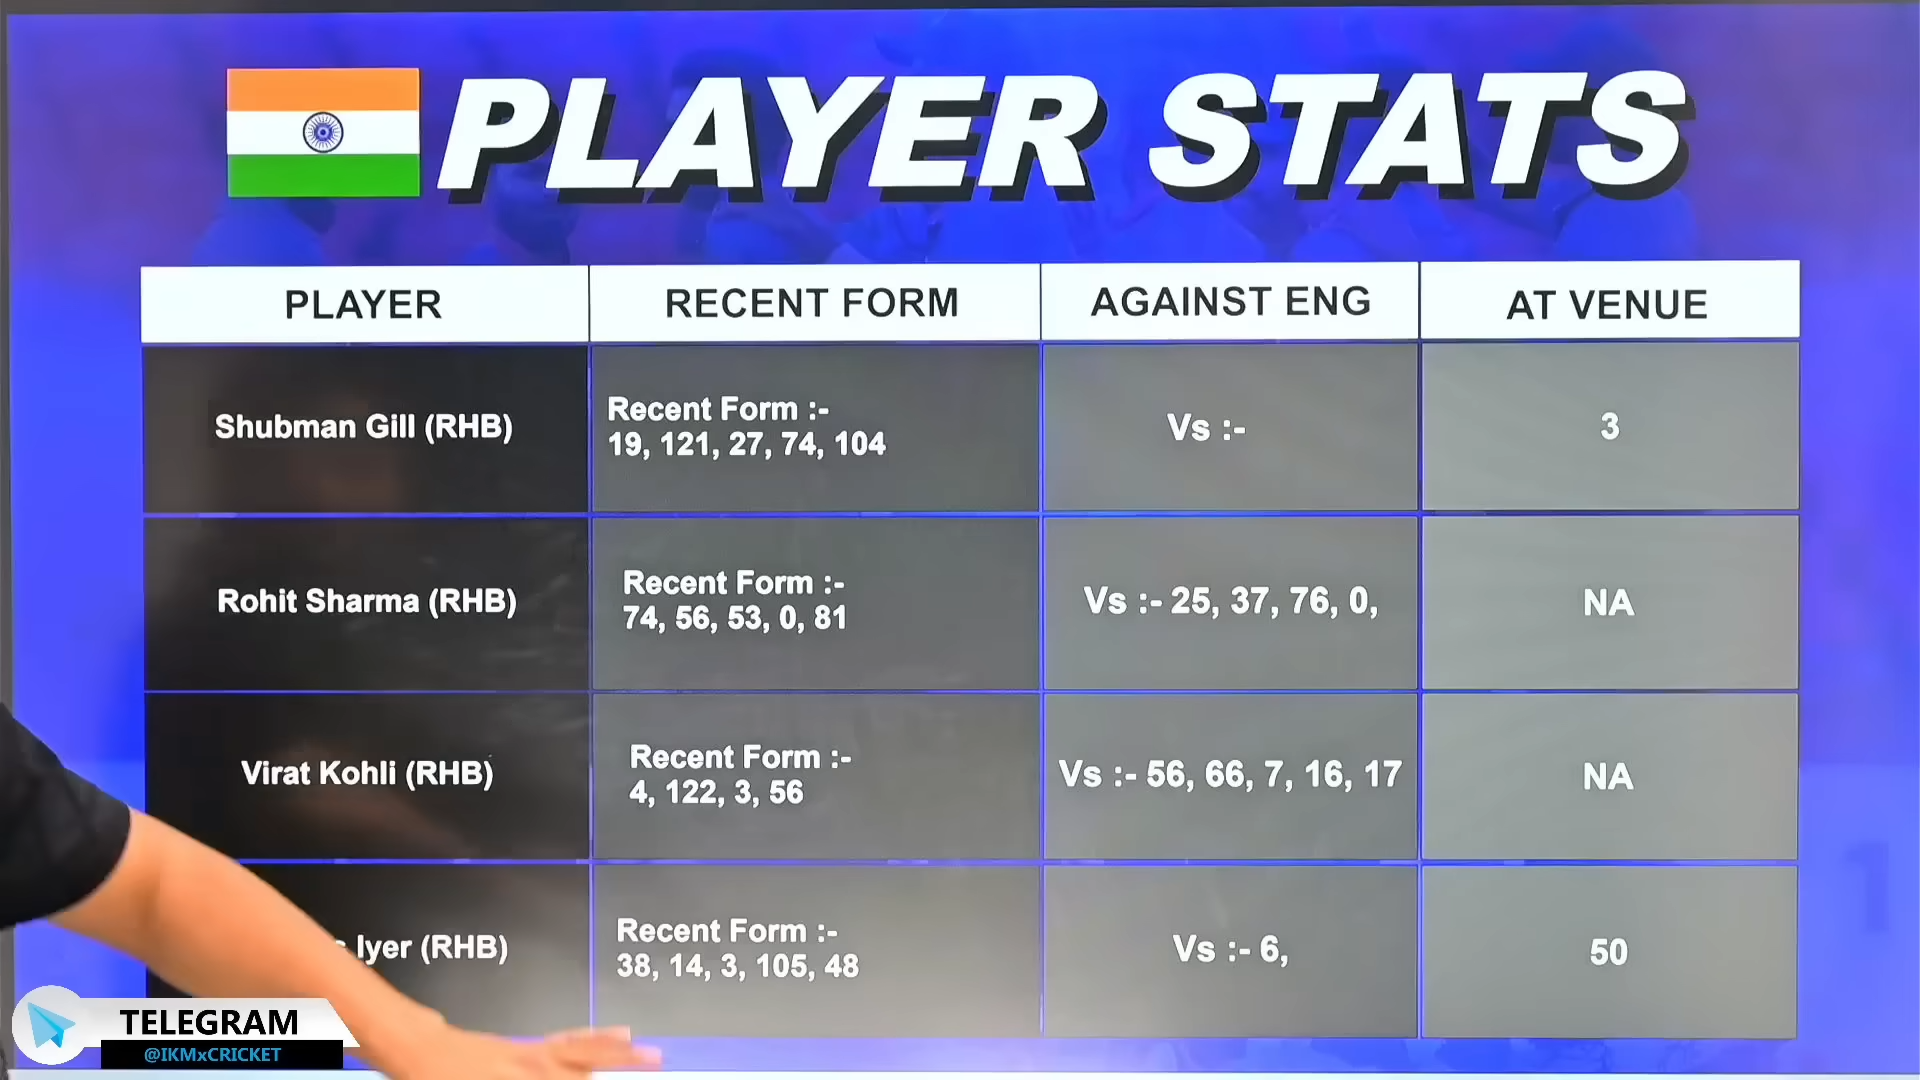 PLAYER STATS
PLAYER
RECENT FORM
AGAINST ENG
AT VENUE
Shubman Gill (RHB)
Recent Form :-
19, 121, 27, 74, 104
Vs :-
3
Rohit Sharma (RHB)
Recent Form :-
74, 56, 53, 0, 81
Vs :- 25, 37, 76, 0,
NA
Virat Kohli (RHB)
Recent Form :-
4, 122, 3, 56
Vs :- 56, 66, 7, 16, 17
NA
Iyer (RHB)
Recent Form :-
38, 14, 3, 105, 48
Vs :- 6,
50
1
TELEGRAM
@IKMxCRICKET